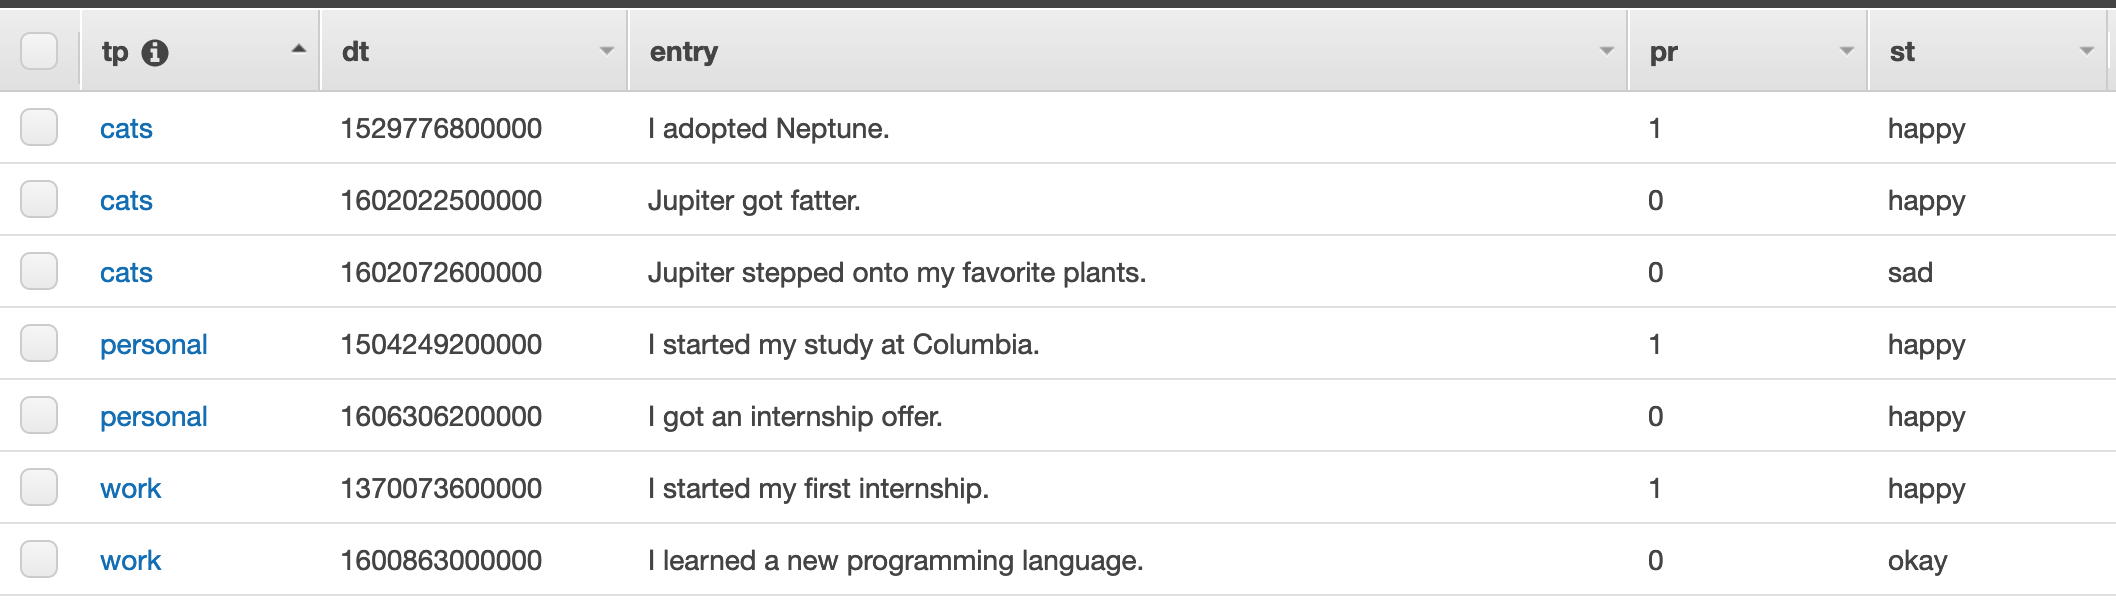 tp dt entry pr st
cats 1529776800000 I adopted Neptune. 1 happy
cats 1602022500000 Jupiter got fatter. 0 happy
cats 1602072600000 Jupiter stepped onto my favorite plants. 0 sad
personal 1504249200000 I started my study at Columbia. 1 happy
personal 1606306200000 I got an internship offer. 0 happy
work 1370073600000 I started my first internship. 1 happy
work 1600863000000 I learned a new programming language. 0 okay